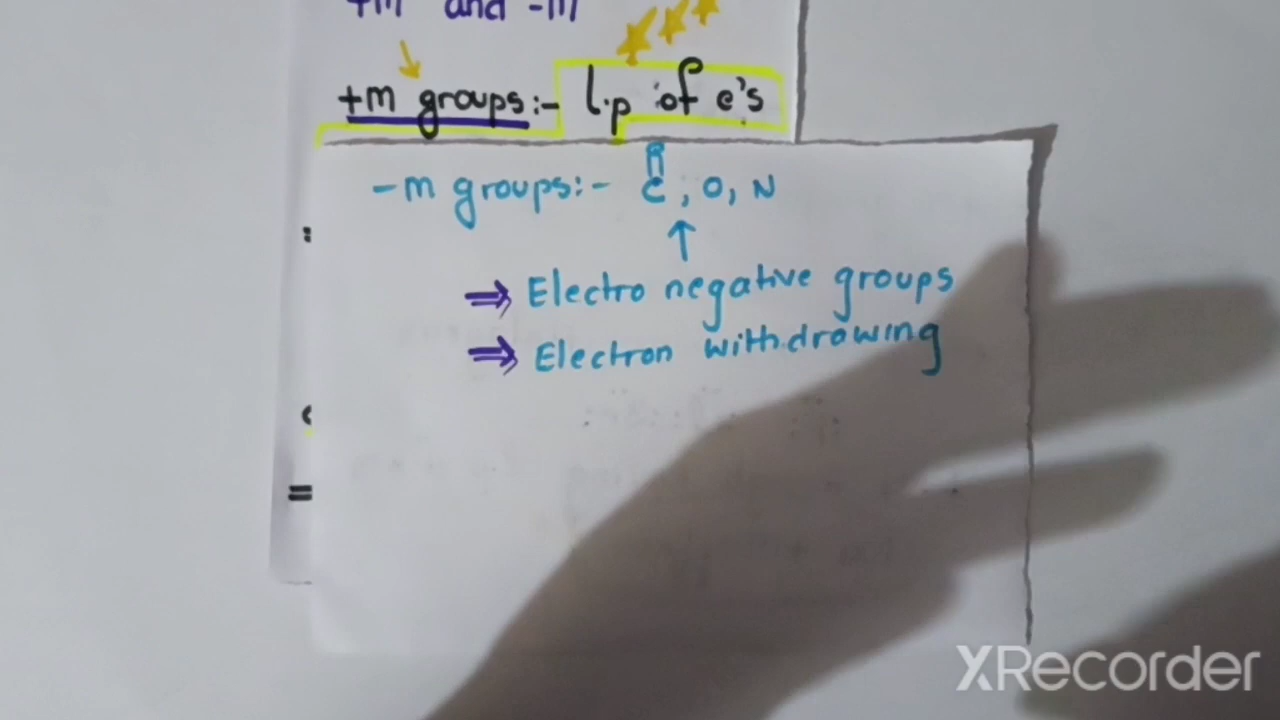 +m and -m
+m groups:- l.p of e's
-m groups:- C, O, N
⇒ Electro negative groups
⇒ Electron withdrawing
=
XRecorder